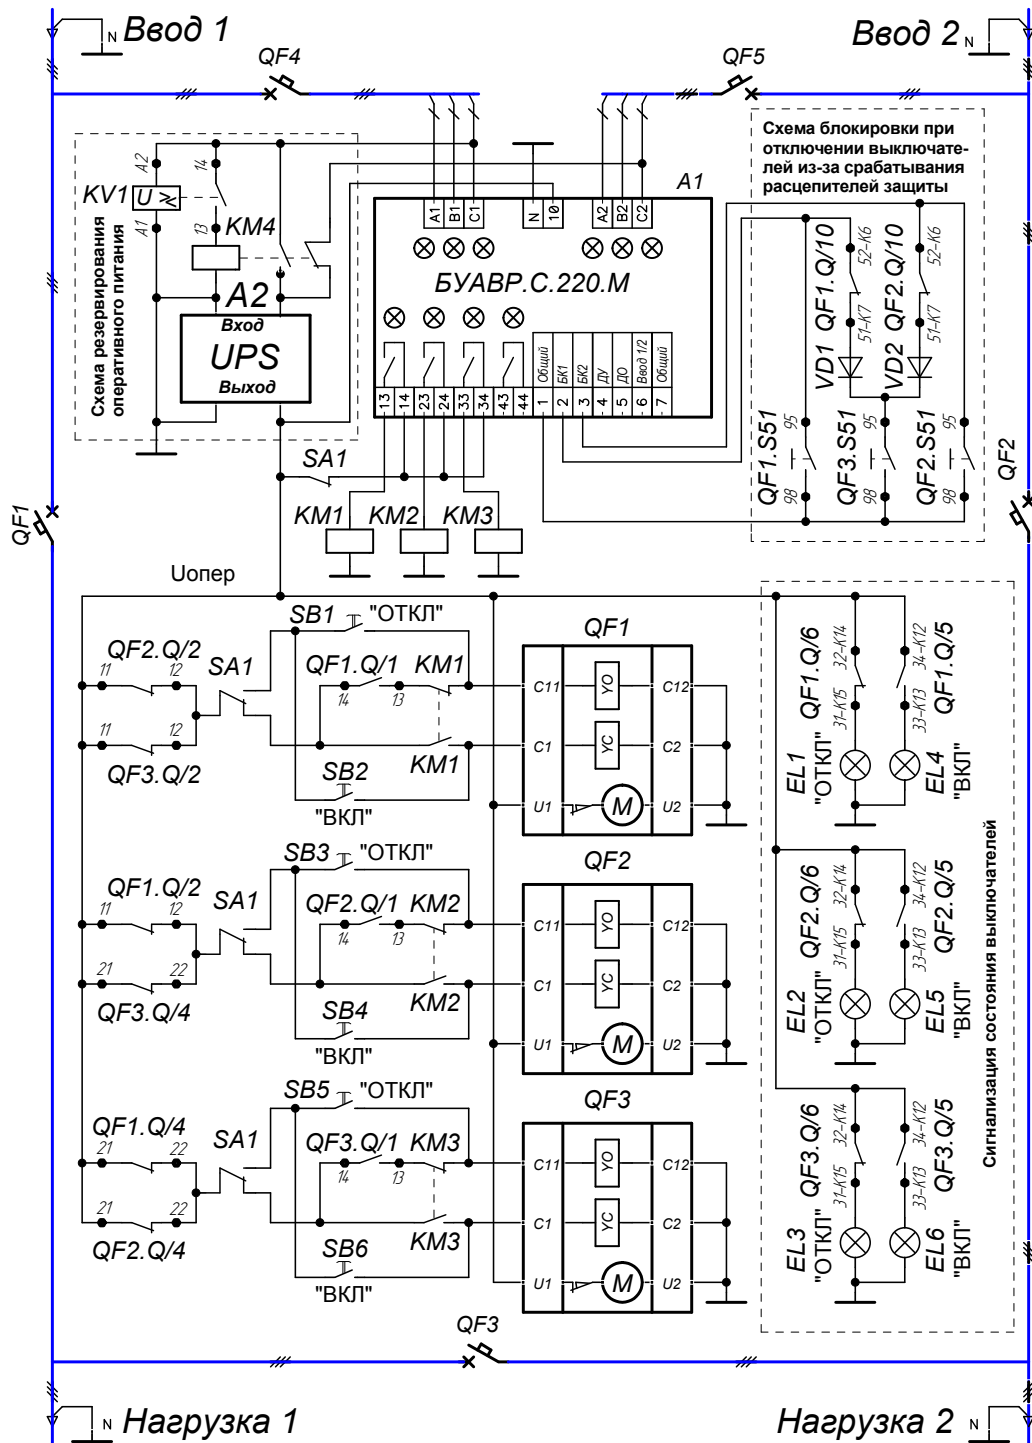 N Ввод 1
Ввод 2 N
QF4
QF5
Схема блокировки при
отключении выключате-
лей из-за срабатывания
расцепителей защиты
Схема резервирования
оперативного питания
A2
14
KV1
U
A1
13
KM4
A2
Вход
UPS
Выход
A1
A1
B1
C1
N
10
A2
B2
C2
БУАВР.С.220.М
13
14
23
24
33
34
43
44
1
2
3
4
5
6
7
Общий
БК1
БК2
ДУ
ДО
Ввод 1/2
Общий
QF1.Q/10
52-K6
51-K7
VD1
QF2.Q/10
52-K6
51-K7
VD2
QF1.S51
95
98
QF3.S51
95
98
QF2.S51
95
98
QF1
QF2
SA1
KM1
KM2
KM3
Uопер
QF2.Q/2
11
12
11
12
QF3.Q/2
SA1
SB1
"ОТКЛ"
QF1.Q/1
14
13
KM1
KM1
SB2
"ВКЛ"
QF1
C11
YO
C12
C1
YC
C2
U1
M
U2
QF1.Q/2
11
12
21
22
QF3.Q/4
SA1
SB3
"ОТКЛ"
QF2.Q/1
14
13
KM2
KM2
SB4
"ВКЛ"
QF2
C11
YO
C12
C1
YC
C2
U1
M
U2
QF1.Q/4
21
22
21
22
QF2.Q/4
SA1
SB5
"ОТКЛ"
QF3.Q/1
14
13
KM3
KM3
SB6
"ВКЛ"
QF3
C11
YO
C12
C1
YC
C2
U1
M
U2
QF1.Q/6
32-K14
31-K15
EL1
"ОТКЛ"
34-K12
33-K13
QF1.Q/5
EL4
"ВКЛ"
QF2.Q/6
32-K14
31-K15
EL2
"ОТКЛ"
34-K12
33-K13
QF2.Q/5
EL5
"ВКЛ"
QF3.Q/6
32-K14
31-K15
EL3
"ОТКЛ"
34-K12
33-K13
QF3.Q/5
EL6
"ВКЛ"
Сигнализация состояния выключателей
QF3
N Нагрузка 1
Нагрузка 2 N